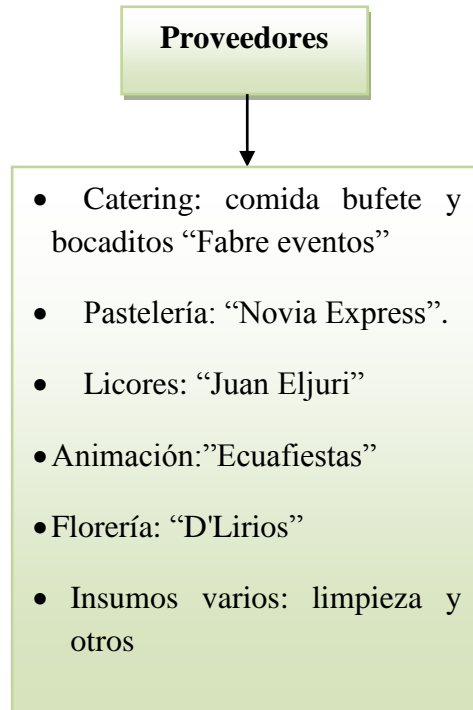 Proveedores
• Catering: comida bufete y
bocaditos “Fabre eventos”
• Pastelería: “Novia Express”.
• Licores: “Juan Eljuri”
• Animación:”Ecuafiestas”
• Florería: “D'Lirios”
• Insumos varios: limpieza y
otros